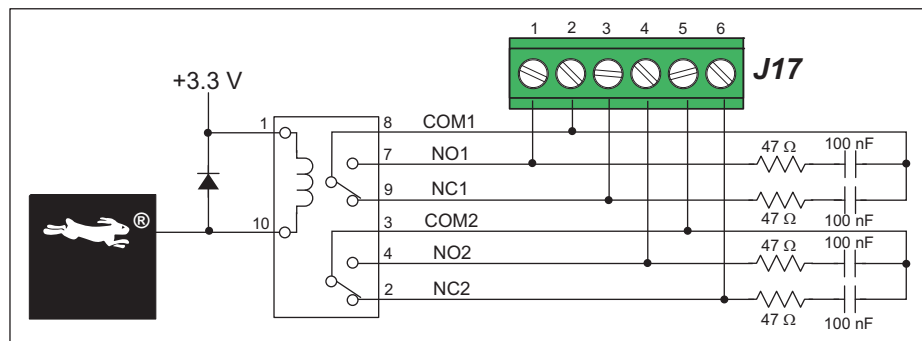 1 2 3 4 5 6
J17
+3.3 V
1 8 COM1
7 NO1 47 Ω 100 nF
9 NC1 47 Ω 100 nF
10 3 COM2
4 NO2 47 Ω 100 nF
2 NC2 47 Ω 100 nF
®